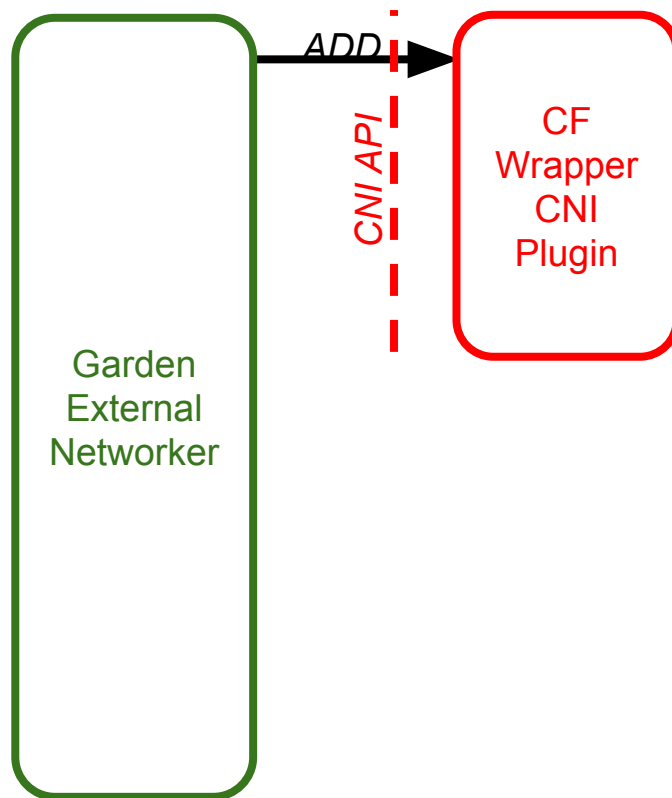 ADD
CNI API
CF
Wrapper
CNI
Plugin
Garden
External
Networker